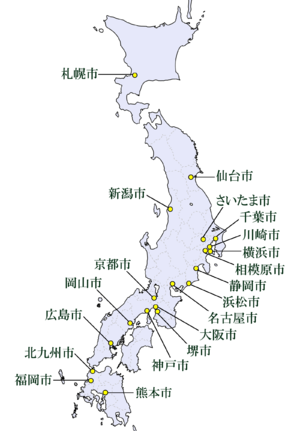 札幌市
仙台市
新潟市
さいたま市
千葉市
川崎市
横浜市
相模原市
京都市
静岡市
岡山市
浜松市
広島市
名古屋市
大阪市
北九州市
堺市
神戸市
福岡市
熊本市